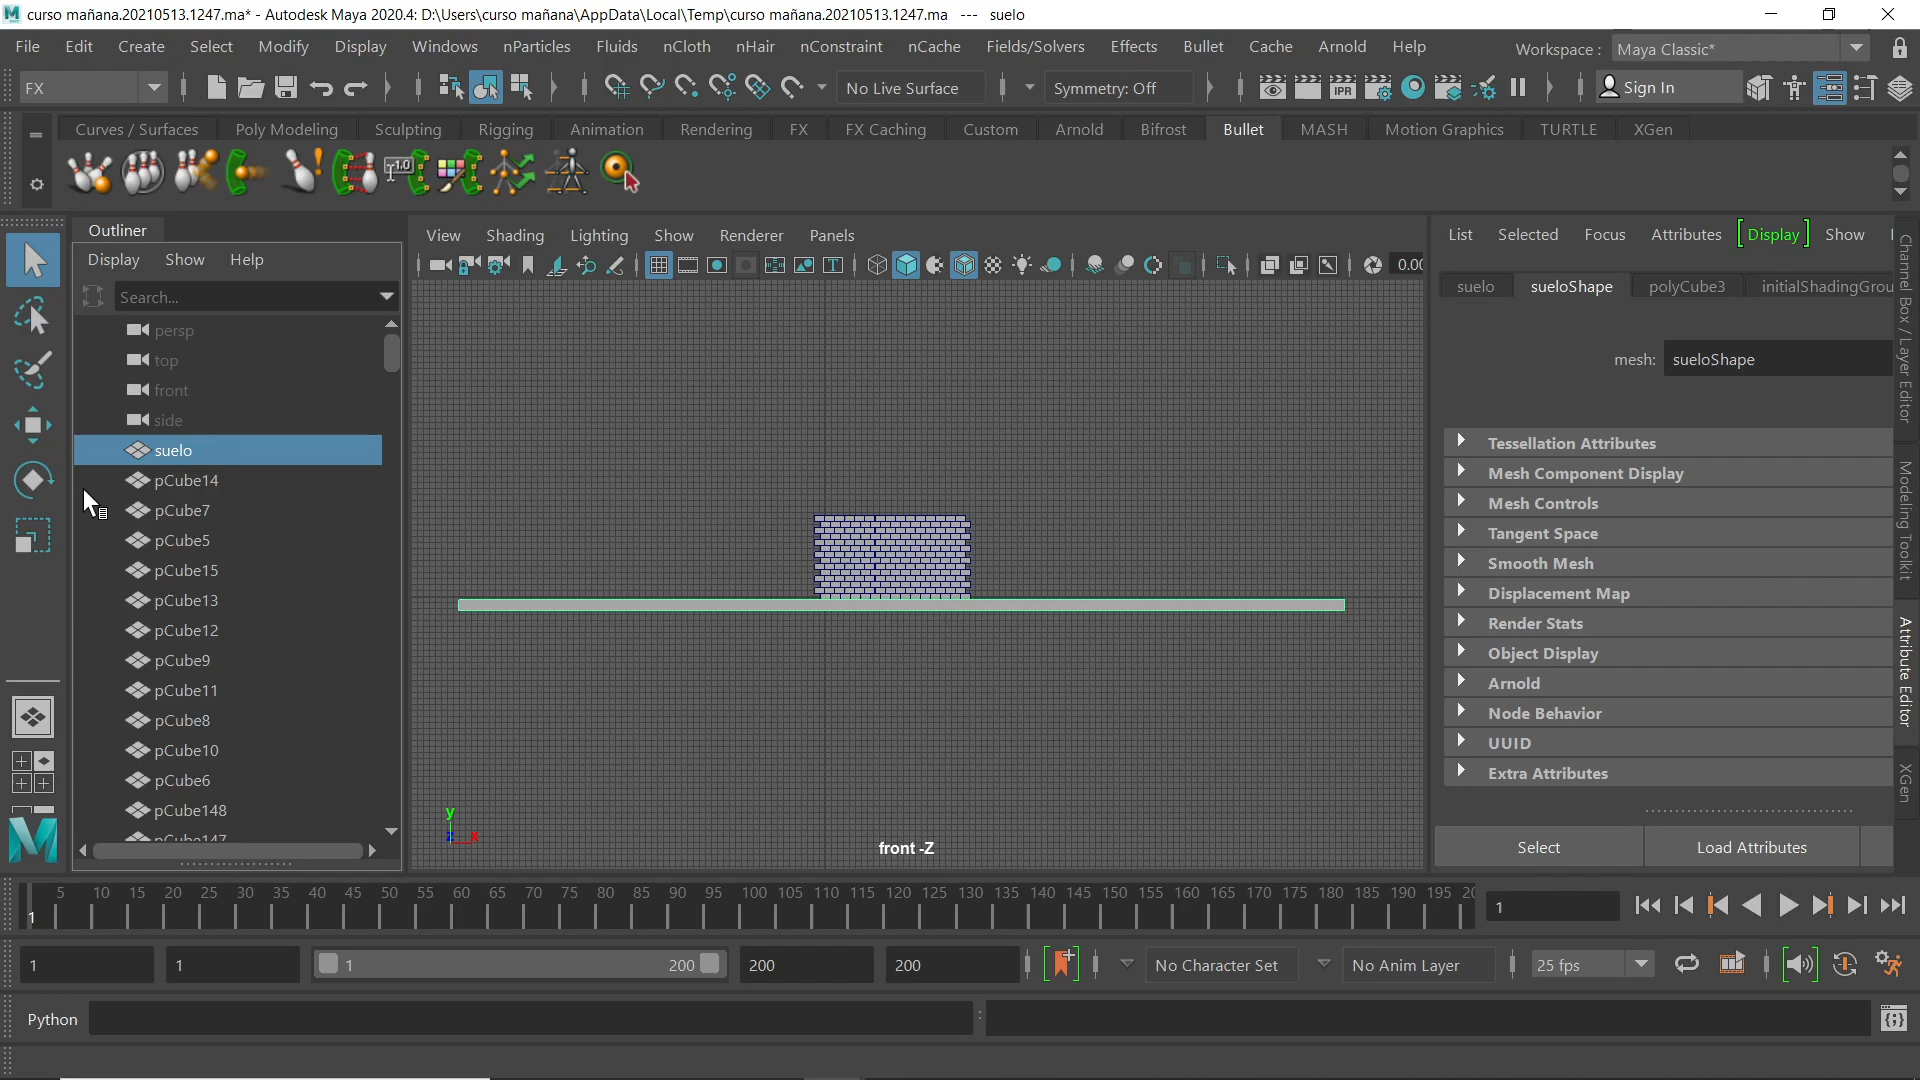 curso mañana.20210513.1247.ma* - Autodesk Maya 2020.4: D:\Users\curso mañana\AppData\Local\Temp\curso mañana.20210513.1247.ma --- suelo
File Edit Create Select Modify Display Windows nParticles Fluids nCloth nHair nConstraint nCache Fields/Solvers Effects Bullet Cache Arnold Help Workspace : Maya Classic*
FX No Live Surface Symmetry: Off IPR Sign In
Curves / Surfaces Poly Modeling Sculpting Rigging Animation Rendering FX FX Caching Custom Arnold Bifrost Bullet MASH Motion Graphics TURTLE XGen
1.0
Outliner
Display Show Help
Search...
persp
top
front
side
suelo
pCube14
pCube7
pCube5
pCube15
pCube13
pCube12
pCube9
pCube11
pCube8
pCube10
pCube6
pCube148
pCube147
View Shading Lighting Show Renderer Panels
0.00
y
z x
front -Z
List Selected Focus Attributes Display Show
suelo sueloShape polyCube3 initialShadingGrou
mesh: sueloShape
Tessellation Attributes
Mesh Component Display
Mesh Controls
Tangent Space
Smooth Mesh
Displacement Map
Render Stats
Object Display
Arnold
Node Behavior
UUID
Extra Attributes
Select Load Attributes
Channel Box / Layer Editor
Modeling Toolkit
Attribute Editor
XGen
5 10 15 20 25 30 35 40 45 50 55 60 65 70 75 80 85 90 95 100 105 110 115 120 125 130 135 140 145 150 155 160 165 170 175 180 185 190 195 20
1 1
1 1 1 200 200 200 No Character Set No Anim Layer 25 fps
Python :